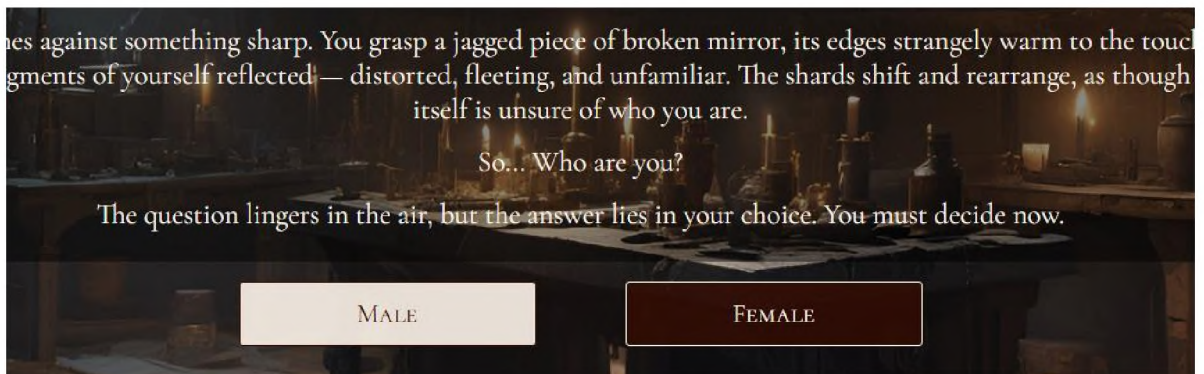 against something sharp. You grasp a jagged piece of broken mirror, its edges strangely warm to the
of yourself reflected — distorted, fleeting, and unfamiliar. The shards shift and rearrange, as though
itself is unsure of who you are.
So... Who are you?
The question lingers in the air, but the answer lies in your choice. You must decide now.
Male
Female